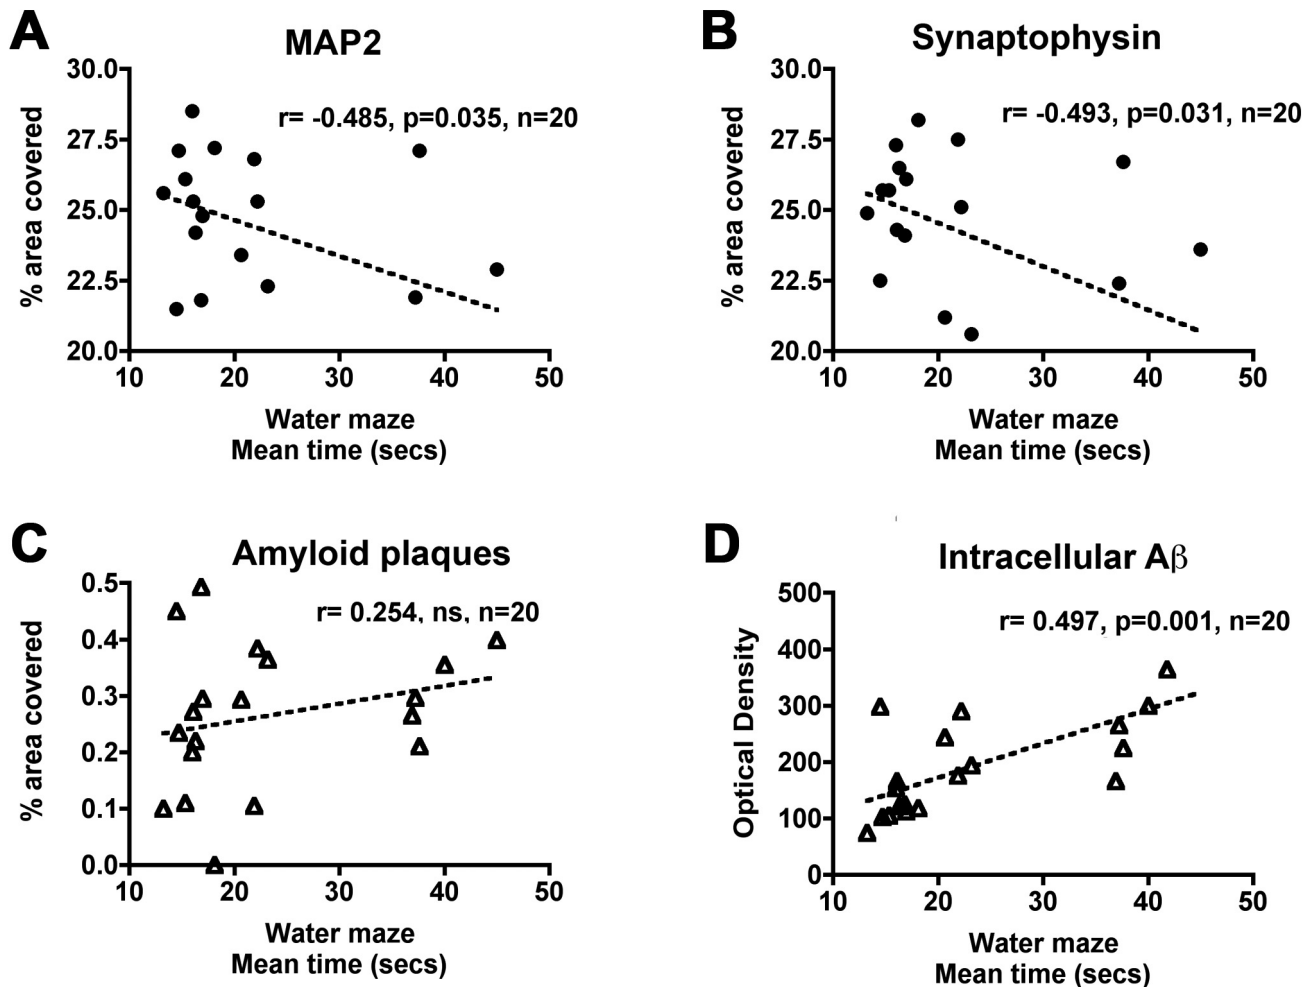 A
MAP2
r= -0.485, p=0.035, n=20
% area covered
30.0
27.5
25.0
22.5
20.0
10 20 30 40 50
Water maze
Mean time (secs)
B
Synaptophysin
r= -0.493, p=0.031, n=20
% area covered
30.0
27.5
25.0
22.5
20.0
10 20 30 40 50
Water maze
Mean time (secs)
C
Amyloid plaques
r= 0.254, ns, n=20
% area covered
0.5
0.4
0.3
0.2
0.1
0.0
10 20 30 40 50
Water maze
Mean time (secs)
D
Intracellular Aβ
r= 0.497, p=0.001, n=20
Optical Density
500
400
300
200
100
0
10 20 30 40 50
Water maze
Mean time (secs)